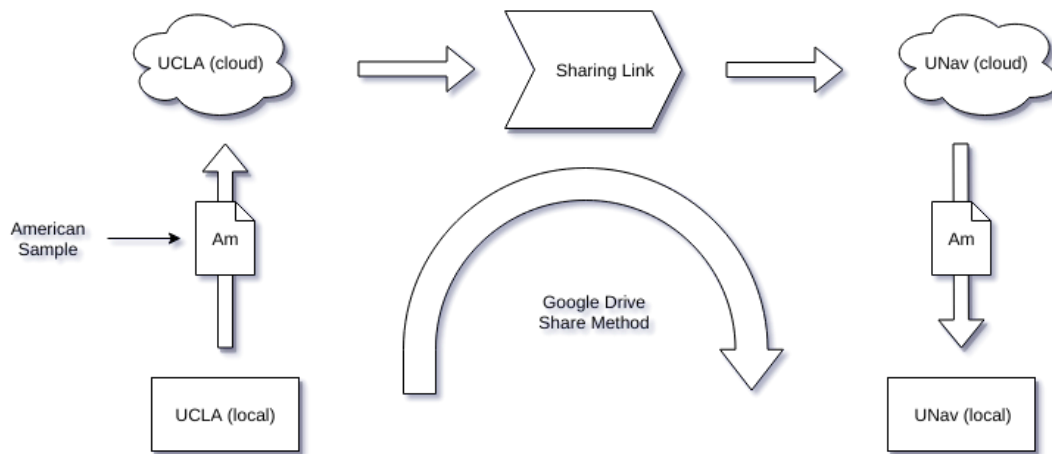 UCLA (cloud)
Sharing Link
UNav (cloud)
American
Sample
Am
Am
Google Drive
Share Method
UCLA (local)
UNav (local)